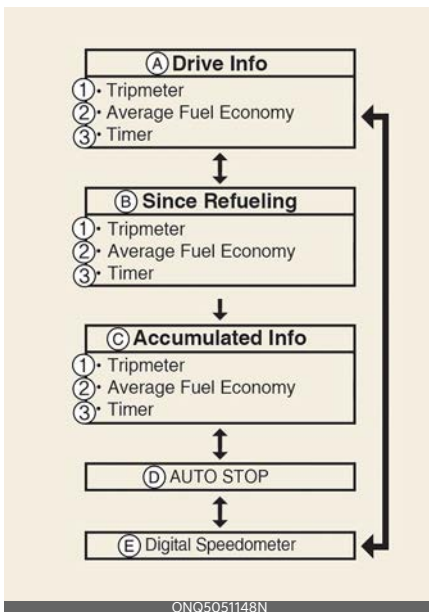 Ⓐ Drive Info
①• Tripmeter
②• Average Fuel Economy
③• Timer
Ⓑ Since Refueling
①• Tripmeter
②• Average Fuel Economy
③• Timer
Ⓒ Accumulated Info
①• Tripmeter
②• Average Fuel Economy
③• Timer
Ⓓ AUTO STOP
Ⓔ Digital Speedometer
ONQ5051148N